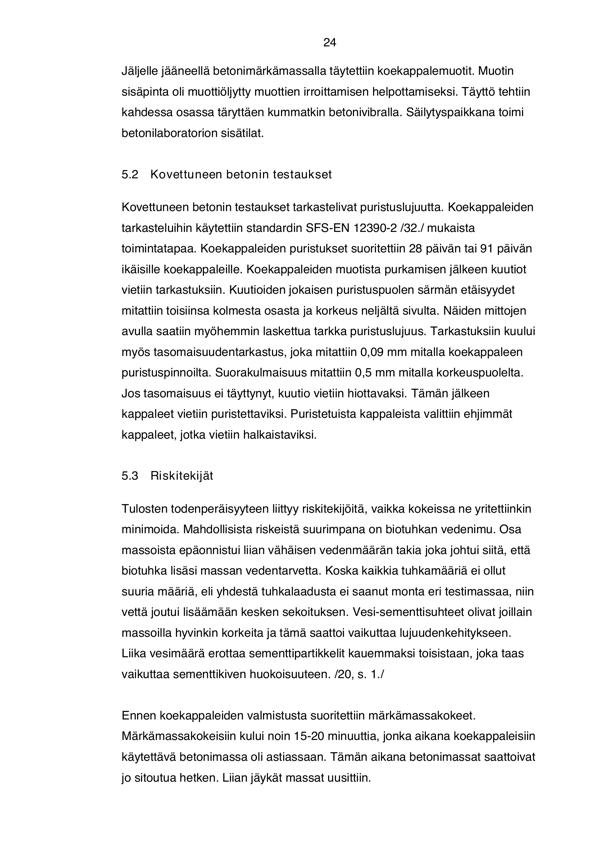 24
Jäljelle jääneellä betonimärkämassalla täytettiin koekappalemuotit. Muotin
sisäpinta oli muottiöljytty muottien irroittamisen helpottamiseksi. Täyttö tehtiin
kahdessa osassa täryttäen kummatkin betonivibralla. Säilytyspaikkana toimi
betonilaboratorion sisätilat.
5.2 Kovettuneen betonin testaukset
Kovettuneen betonin testaukset tarkastelivat puristuslujuutta. Koekappaleiden
tarkasteluihin käytettiin standardin SFS-EN 12390-2 /32./ mukaista
toimintatapaa. Koekappaleiden puristukset suoritettiin 28 päivän tai 91 päivän
ikäisille koekappaleille. Koekappaleiden muotista purkamisen jälkeen kuutiot
vietiin tarkastuksiin. Kuutioiden jokaisen puristuspuolen särmän etäisyydet
mitattiin toisiinsa kolmesta osasta ja korkeus neljältä sivulta. Näiden mittojen
avulla saatiin myöhemmin laskettua tarkka puristuslujuus. Tarkastuksiin kuului
myös tasomaisuudentarkastus, joka mitattiin 0,09 mm mitalla koekappaleen
puristuspinnoilta. Suorakulmaisuus mitattiin 0,5 mm mitalla korkeuspuolelta.
Jos tasomaisuus ei täyttynyt, kuutio vietiin hiottavaksi. Tämän jälkeen
kappaleet vietiin puristettaviksi. Puristetuista kappaleista valittiin ehjimmät
kappaleet, jotka vietiin halkaistaviksi.
5.3 Riskitekijät
Tulosten todenperäisyyteen liittyy riskitekijöitä, vaikka kokeissa ne yritettiinkin
minimoida. Mahdollisista riskeistä suurimpana on biotuhkan vedenimu. Osa
massoista epäonnistui liian vähäisen vedenmäärän takia joka johtui siitä, että
biotuhka lisäsi massan vedentarvetta. Koska kaikkia tuhkamääriä ei ollut
suuria määriä, eli yhdestä tuhkalaadusta ei saanut monta eri testimassaa, niin
vettä joutui lisäämään kesken sekoituksen. Vesi-sementtisuhteet olivat joillain
massoilla hyvinkin korkeita ja tämä saattoi vaikuttaa lujuudenkehitykseen.
Liika vesimäärä erottaa sementtipartikkelit kauemmaksi toisistaan, joka taas
vaikuttaa sementtikiven huokoisuuteen. /20, s. 1./
Ennen koekappaleiden valmistusta suoritettiin märkämassakokeet.
Märkämassakokeisiin kului noin 15-20 minuuttia, jonka aikana koekappaleisiin
käytettävä betonimassa oli astiassaan. Tämän aikana betonimassat saattoivat
jo sitoutua hetken. Liian jäykät massat uusittiin.